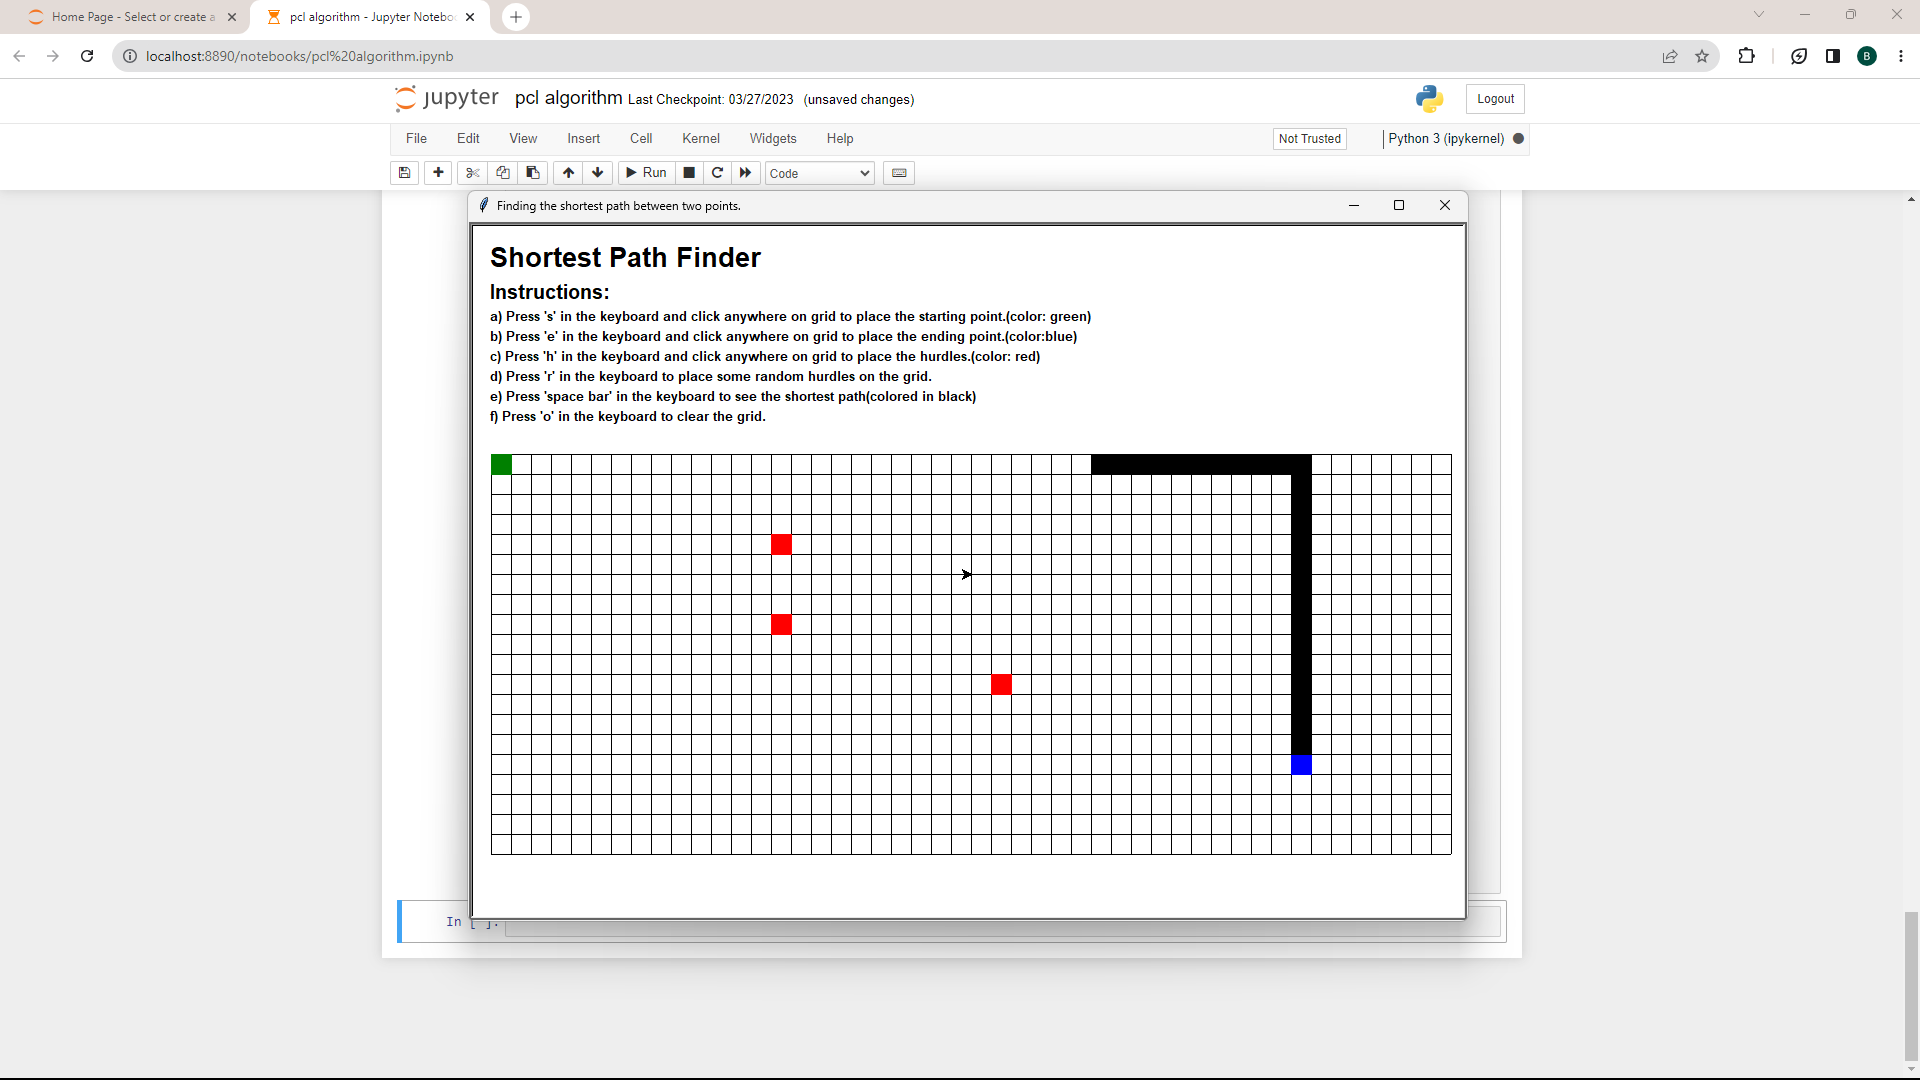 Home Page - Select or create a
pcl algorithm - Jupyter Notebo
localhost:8890/notebooks/pcl%20algorithm.ipynb
B
jupyter pcl algorithm Last Checkpoint: 03/27/2023 (unsaved changes)
Logout
File Edit View Insert Cell Kernel Widgets Help
Not Trusted
Python 3 (ipykernel)
Run
Code
Finding the shortest path between two points.
Shortest Path Finder
Instructions:
a) Press 's' in the keyboard and click anywhere on grid to place the starting point.(color: green)
b) Press 'e' in the keyboard and click anywhere on grid to place the ending point.(color:blue)
c) Press 'h' in the keyboard and click anywhere on grid to place the hurdles.(color: red)
d) Press 'r' in the keyboard to place some random hurdles on the grid.
e) Press 'space bar' in the keyboard to see the shortest path(colored in black)
f) Press 'o' in the keyboard to clear the grid.
In [ ]: